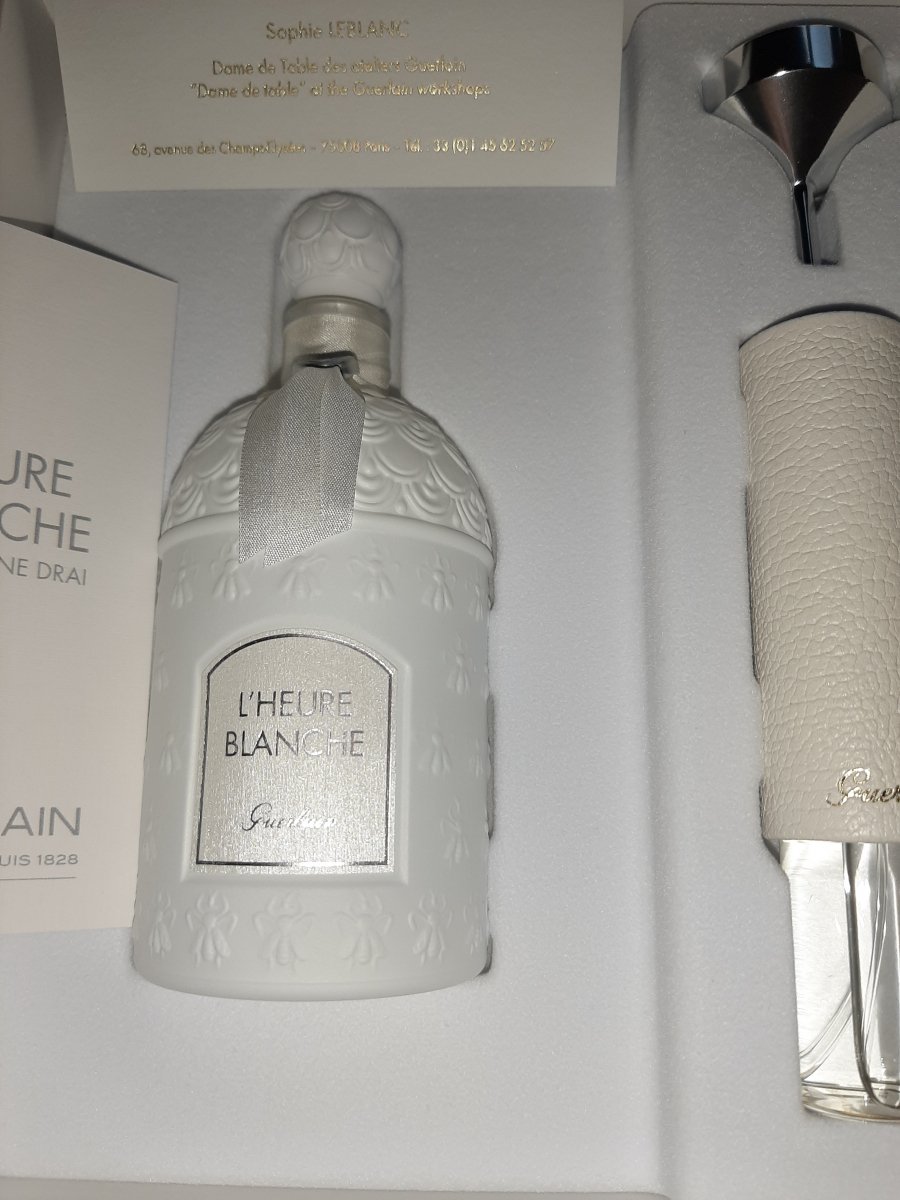 Sophie LEBLANC
Dame de Table des ateliers Guerlain
"Dame de table" at the Guerlain workshops
68, avenue des Champs-Elysées - 75008 Paris - Tél. : 33 (0)1 45 62 52 57
URE
CHE
NE DRAI
AIN
UIS 1828
L'HEURE
BLANCHE
Guerlain
Guer